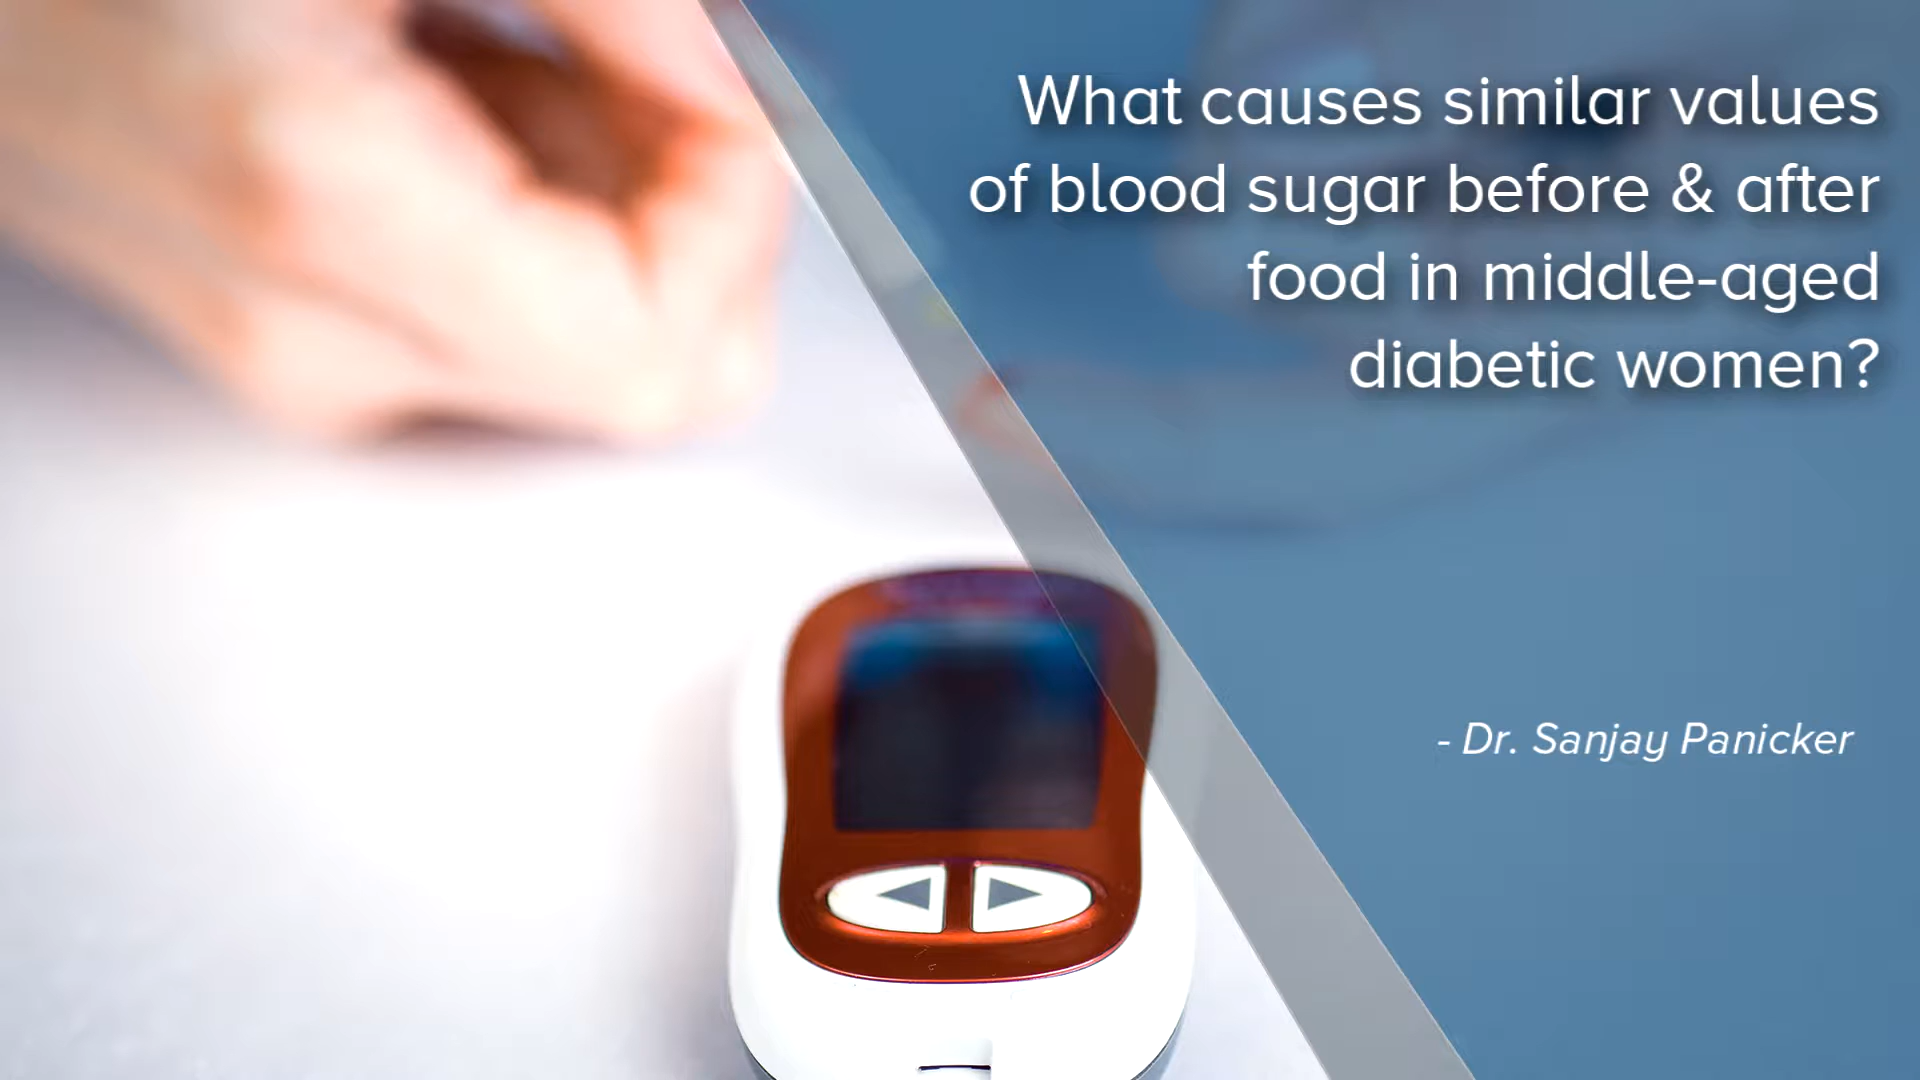 What causes similar values
of blood sugar before & after
food in middle-aged
diabetic women?
- Dr. Sanjay Panicker